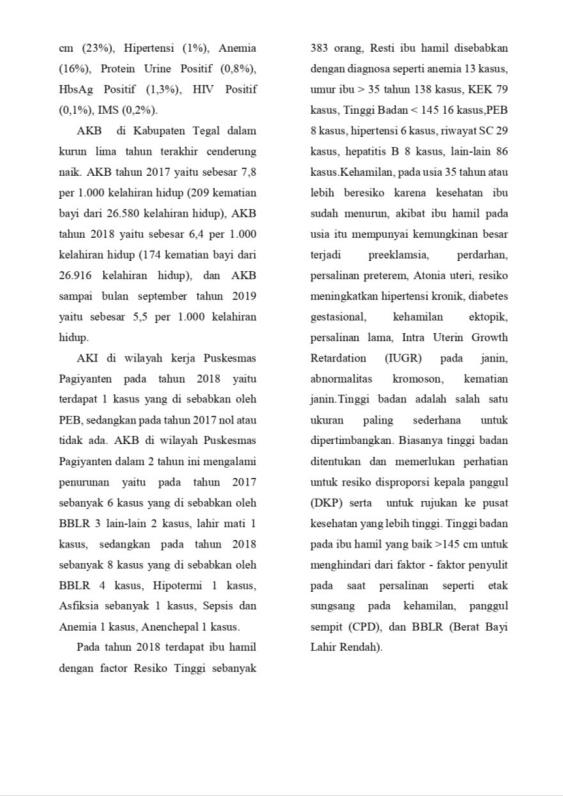 cm (23%), Hipertensi (1%), Anemia
(16%), Protein Urine Positif (0,8%),
HbsAg Positif (1,3%), HIV Positif
(0,1%), IMS (0,2%).
AKB di Kabupaten Tegal dalam
kurun lima tahun terakhir cenderung
naik. AKB tahun 2017 yaitu sebesar 7,8
per 1.000 kelahiran hidup (209 kematian
bayi dari 26.580 kelahiran hidup), AKB
tahun 2018 yaitu sebesar 6,4 per 1.000
kelahiran hidup (174 kematian bayi dari
26.916 kelahiran hidup), dan AKB
sampai bulan september tahun 2019
yaitu sebesar 5,5 per 1.000 kelahiran
hidup.
AKI di wilayah kerja Puskesmas
Pagiyanten pada tahun 2018 yaitu
terdapat 1 kasus yang di sebabkan oleh
PEB, sedangkan pada tahun 2017 nol atau
tidak ada. AKB di wilayah Puskesmas
Pagiyanten dalam 2 tahun ini mengalami
penurunan yaitu pada tahun 2017
sebanyak 6 kasus yang di sebabkan oleh
BBLR 3 lain-lain 2 kasus, lahir mati 1
kasus, sedangkan pada tahun 2018
sebanyak 8 kasus yang di sebabkan oleh
BBLR 4 kasus, Hipotermi 1 kasus,
Asfiksia sebanyak 1 kasus, Sepsis dan
Anemia 1 kasus, Anenchepal 1 kasus.
Pada tahun 2018 terdapat ibu hamil
dengan factor Resiko Tinggi sebanyak
383 orang, Resti ibu hamil disebabkan
dengan diagnosa seperti anemia 13 kasus,
umur ibu > 35 tahun 138 kasus, KEK 79
kasus, Tinggi Badan < 145 16 kasus,PEB
8 kasus, hipertensi 6 kasus, riwayat SC 29
kasus, hepatitis B 8 kasus, lain-lain 86
kasus.Kehamilan, pada usia 35 tahun atau
lebih beresiko karena kesehatan ibu
sudah menurun, akibat ibu hamil pada
usia itu mempunyai kemungkinan besar
terjadi preeklamsia, perdarhan,
persalinan preterem, Atonia uteri, resiko
meningkatkan hipertensi kronik, diabetes
gestasional, kehamilan ektopik,
persalinan lama, Intra Uterin Growth
Retardation (IUGR) pada janin,
abnormalitas kromoson, kematian
janin.Tinggi badan adalah salah satu
ukuran paling sederhana untuk
dipertimbangkan. Biasanya tinggi badan
ditentukan dan memerlukan perhatian
untuk resiko disproporsi kepala panggul
(DKP) serta untuk rujukan ke pusat
kesehatan yang lebih tinggi. Tinggi badan
pada ibu hamil yang baik >145 cm untuk
menghindari dari faktor - faktor penyulit
pada saat persalinan seperti etak
sungsang pada kehamilan, panggul
sempit (CPD), dan BBLR (Berat Bayi
Lahir Rendah).